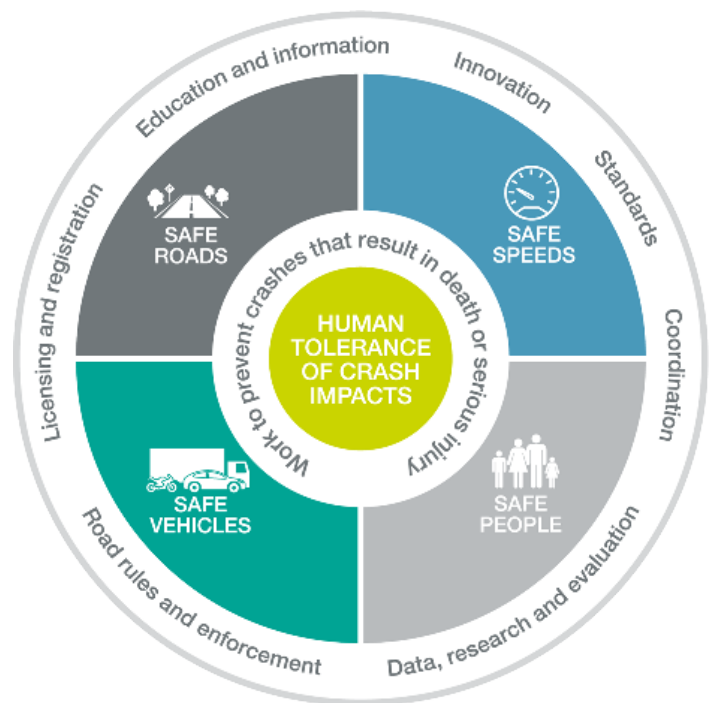 Education and information
Innovation
Standards
Coordination
Data, research and evaluation
Road rules and enforcement
Licensing and registration
SAFE
ROADS
SAFE
SPEEDS
Work to prevent crashes that result in death or serious injury
HUMAN
TOLERANCE
OF CRASH
IMPACTS
SAFE
VEHICLES
SAFE
PEOPLE